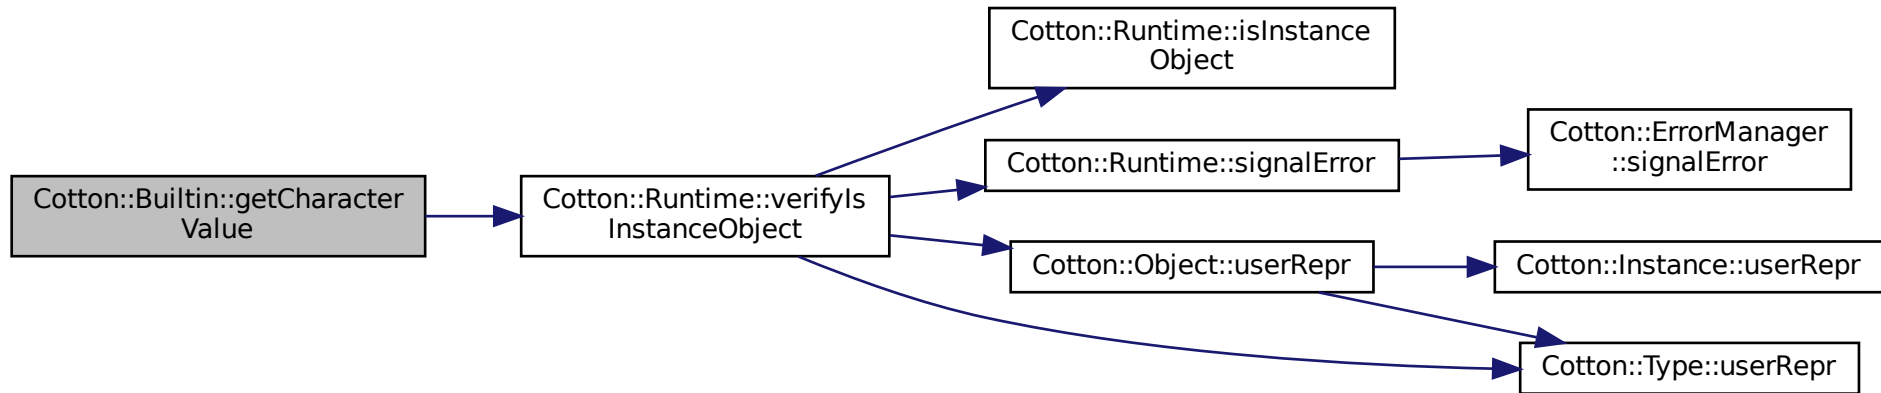 Cotton::Builtin::getCharacter
Value
Cotton::Runtime::verifyIs
InstanceObject
Cotton::Runtime::isInstance
Object
Cotton::Runtime::signalError
Cotton::Object::userRepr
Cotton::ErrorManager
::signalError
Cotton::Instance::userRepr
Cotton::Type::userRepr